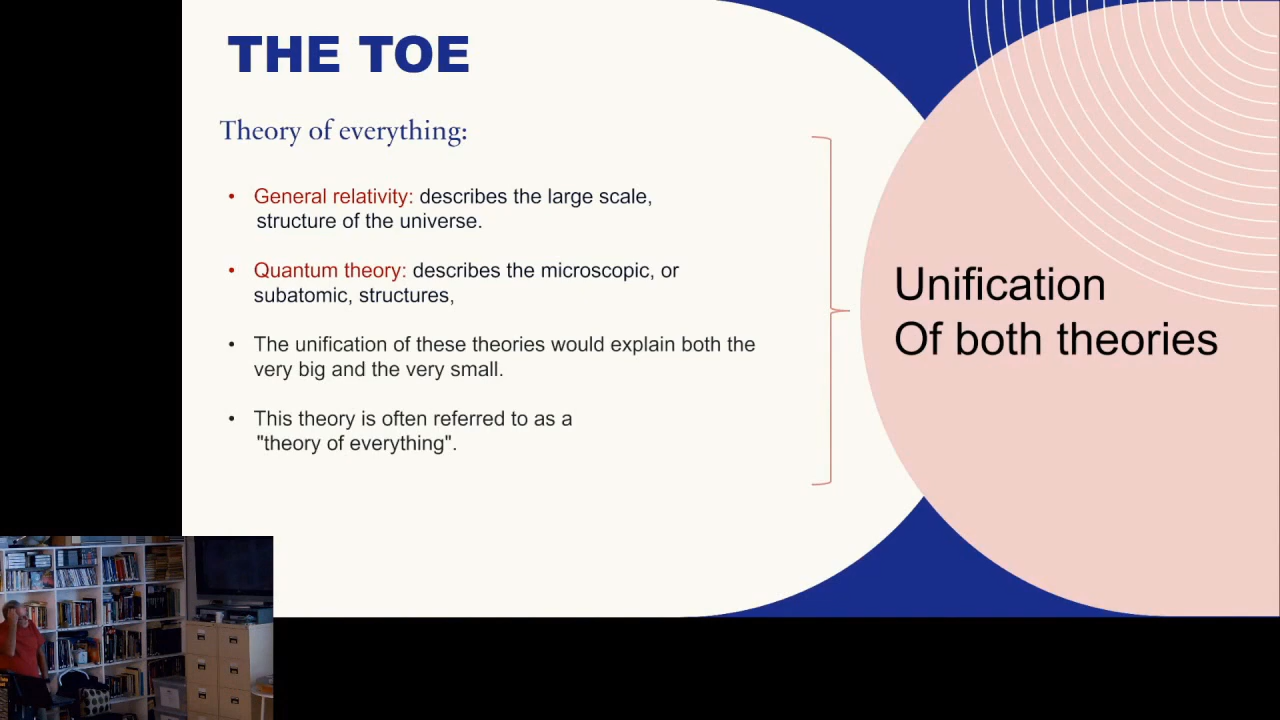 THE TOE
Theory of everything:
• General relativity: describes the large scale,
structure of the universe.
• Quantum theory: describes the microscopic, or
subatomic, structures,
• The unification of these theories would explain both the
very big and the very small.
• This theory is often referred to as a
"theory of everything".
Unification
Of both theories